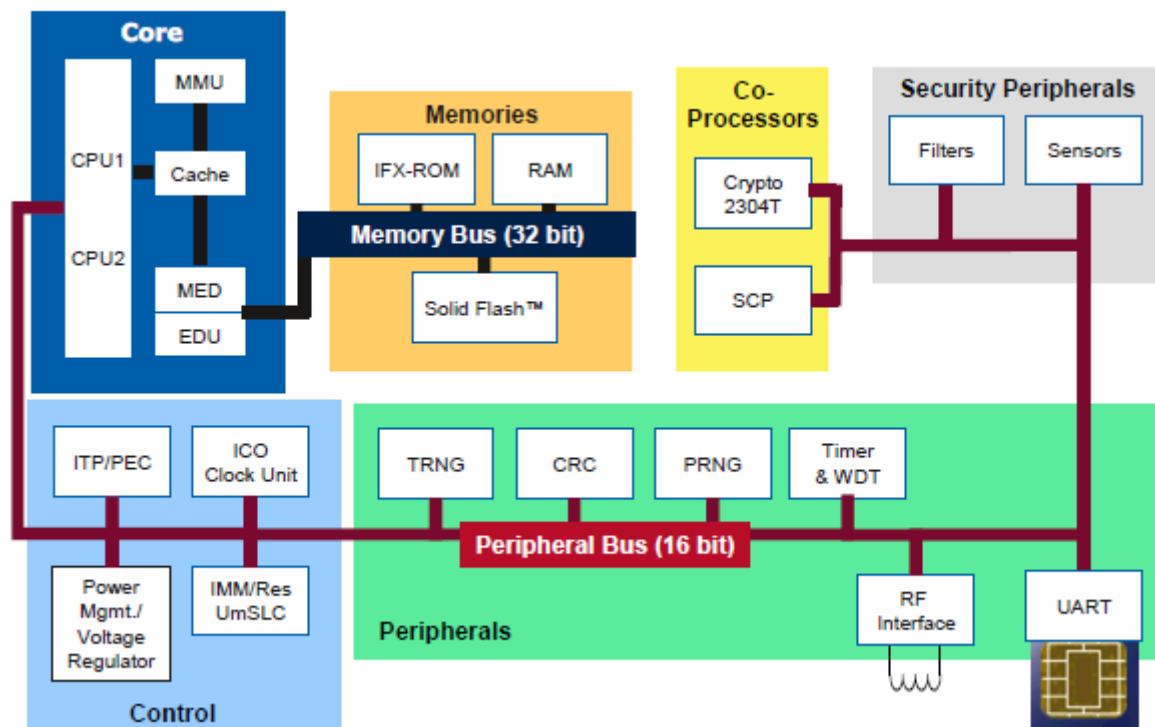 Core
MMU
CPU1
Cache
CPU2
MED
EDU
Memories
IFX-ROM
RAM
Memory Bus (32 bit)
Solid Flash™
Co-
Processors
Crypto
2304T
SCP
Security Peripherals
Filters
Sensors
ITP/PEC
ICO
Clock Unit
Power
Mgmt./
Voltage
Regulator
IMM/Res
UmSLC
Control
TRNG
CRC
PRNG
Timer
& WDT
Peripheral Bus (16 bit)
RF
Interface
UART
Peripherals